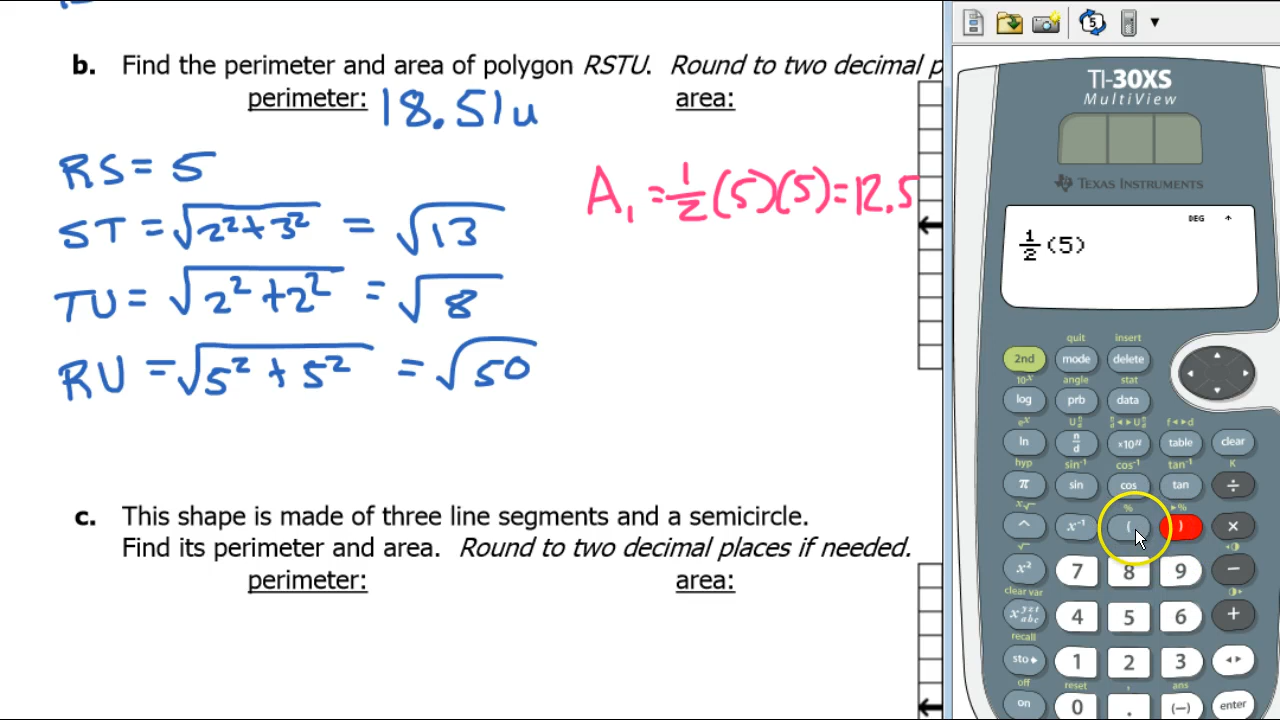 b. Find the perimeter and area of polygon RSTU. Round to two decimal p
perimeter: 18.51u area:
RS = 5
ST = √2²+3² = √13
TU = √2²+2² = √8
RU = √5²+5² = √50
A₁ = 1/2 (5)(5) = 12.5
c. This shape is made of three line segments and a semicircle.
Find its perimeter and area. Round to two decimal places if needed.
perimeter: area:
5
TI-30XS
MultiView
TEXAS INSTRUMENTS
DEG
1/2 (5)
quit insert
2nd mode delete
10ˣ angle stat
log prb data
eˣ U n/d n/d ◄► U n/d f◄►d
ln n/d ×10ⁿ table clear
hyp sin⁻¹ cos⁻¹ tan⁻¹ K
π sin cos tan ÷
ˣ√ % ►%
^ x⁻¹ ( ) ×
√
x² 7 8 9 −
clear var
x yzt abc 4 5 6 +
recall
sto► 1 2 3 ◄►
off reset , ans
on 0 . (−) enter